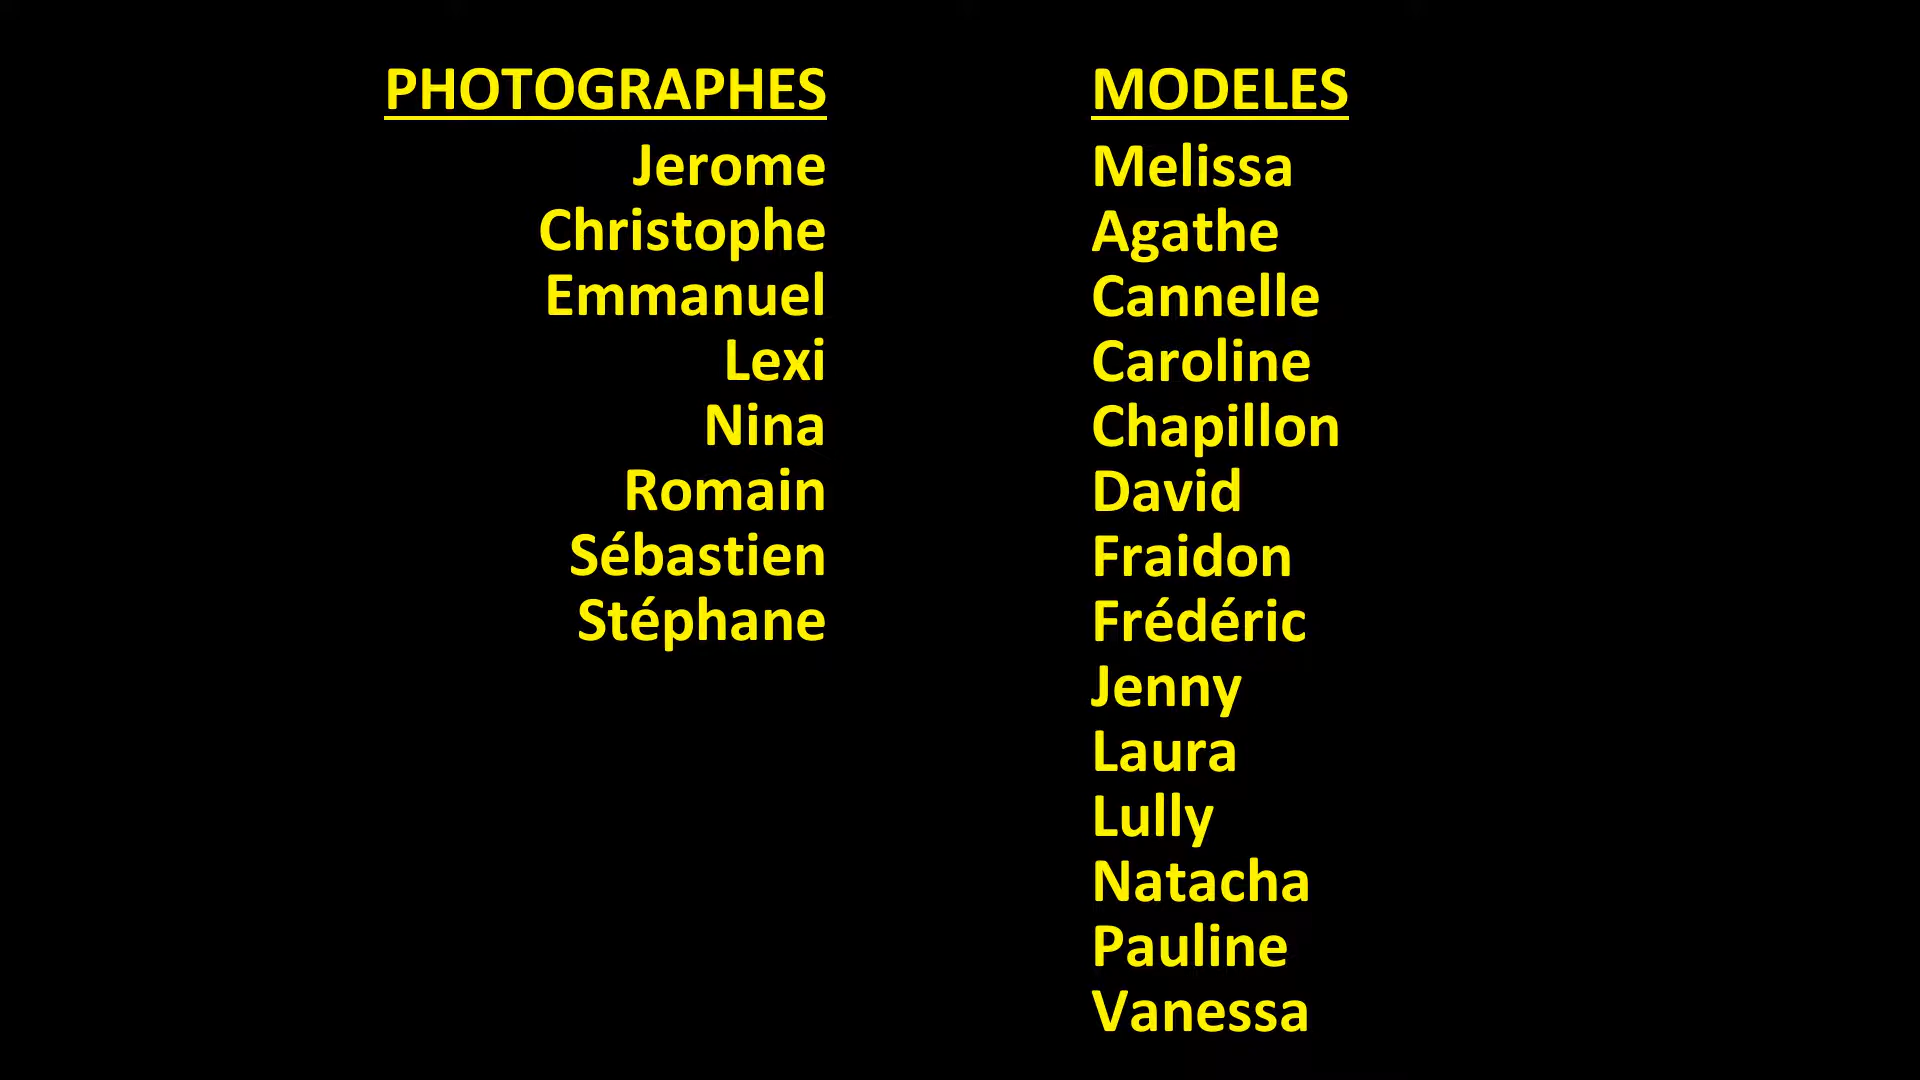 PHOTOGRAPHES
Jerome
Christophe
Emmanuel
Lexi
Nina
Romain
Sébastien
Stéphane
MODELES
Melissa
Agathe
Cannelle
Caroline
Chapillon
David
Fraidon
Frédéric
Jenny
Laura
Lully
Natacha
Pauline
Vanessa